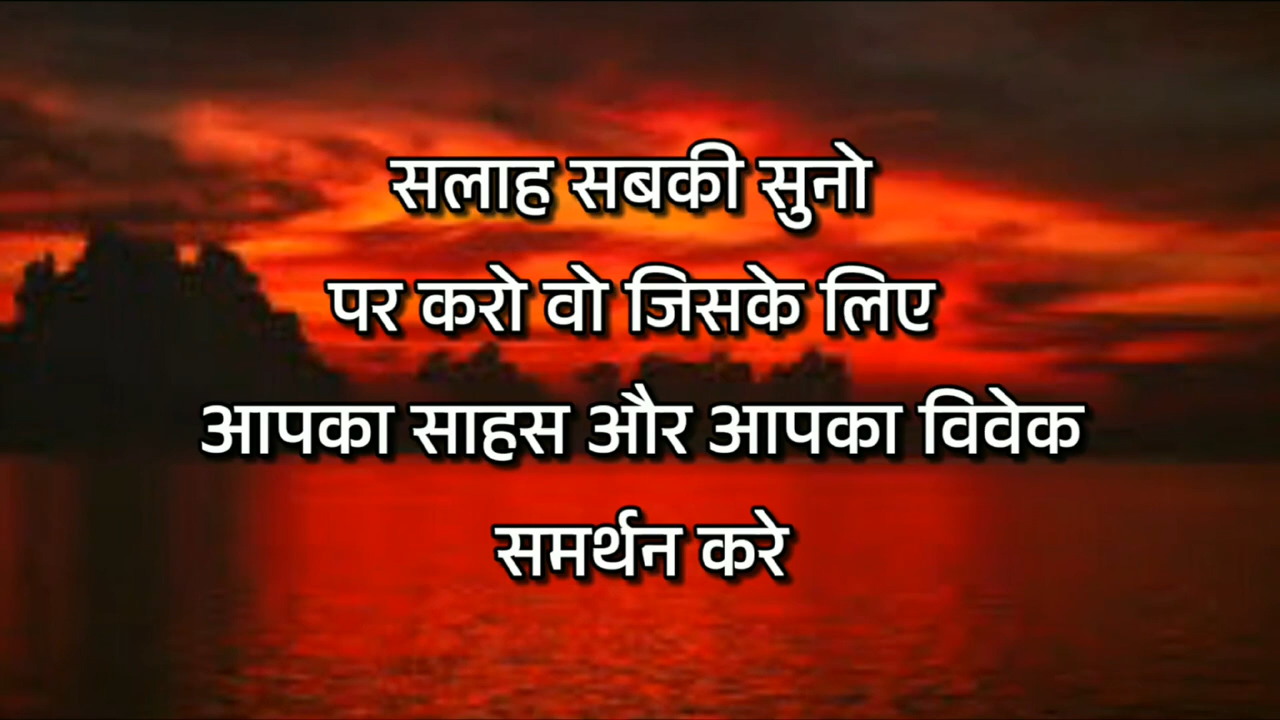 सलाह सबकी सुनो
पर करो वो जिसके लिए
आपका साहस और आपका विवेक
समर्थन करे